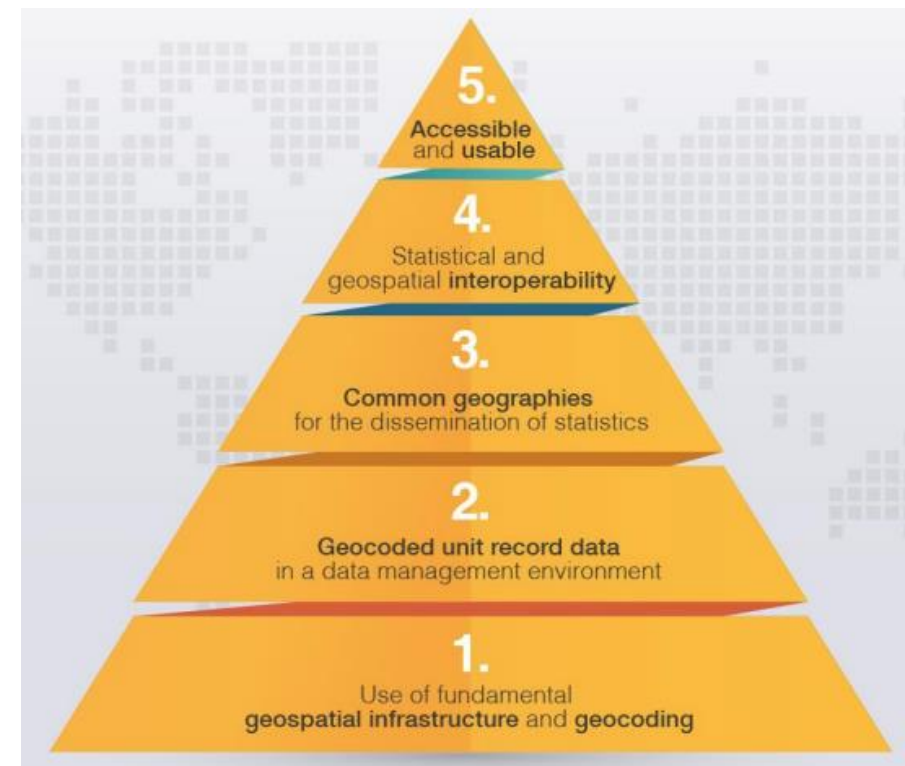 5.
Accessible
and usable
4.
Statistical and
geospatial interoperability
3.
Common geographies
for the dissemination of statistics
2.
Geocoded unit record data
in a data management environment
1.
Use of fundamental
geospatial infrastructure and geocoding